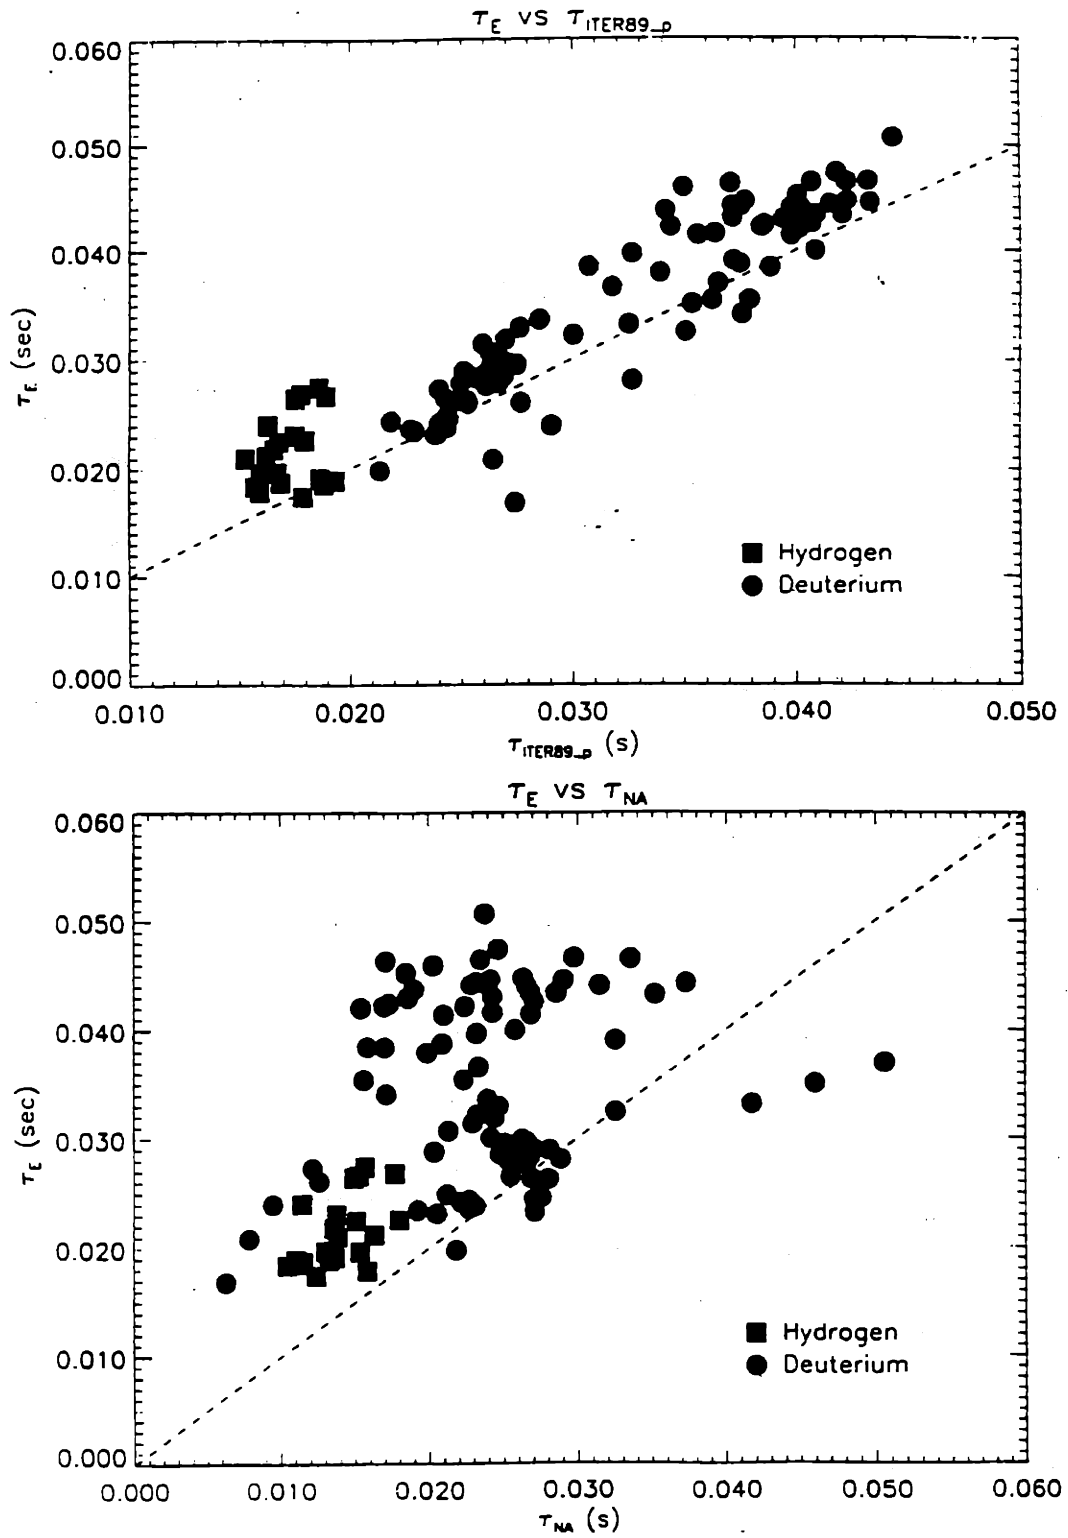 τE VS τITER89_p
0.060
0.050
0.040
0.030
0.020
0.010
0.000
τE (sec)
Hydrogen
Deuterium
0.010 0.020 0.030 0.040 0.050
τITER89_p (s)
τE VS τNA
0.060
0.050
0.040
0.030
0.020
0.010
0.000
τE (sec)
Hydrogen
Deuterium
0.000 0.010 0.020 0.030 0.040 0.050 0.060
τNA (s)